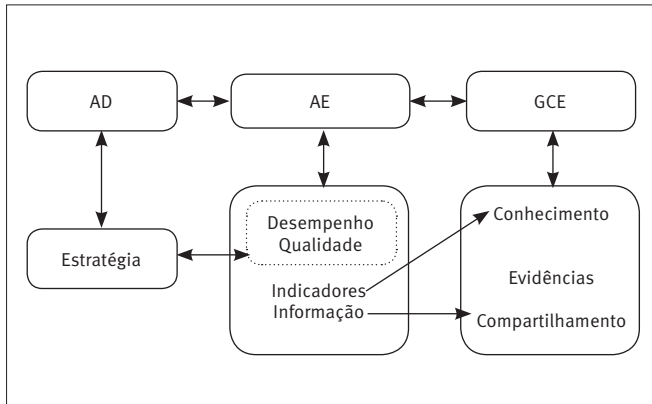 AD
AE
GCE
Estratégia
Desempenho
Qualidade
Indicadores
Informação
Conhecimento
Evidências
Compartilhamento